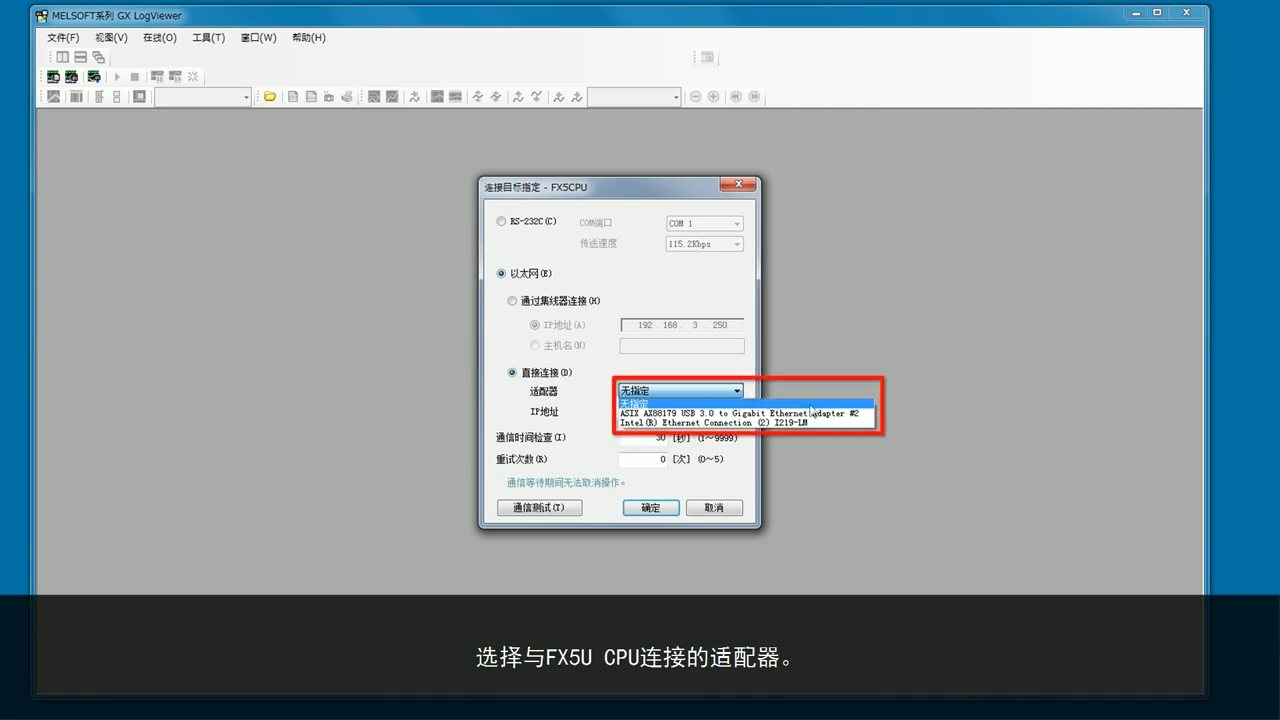 MELSOFT系列 GX LogViewer
文件(F) 视图(V) 在线(O) 工具(T) 窗口(W) 帮助(H)
连接目标指定 - FX5CPU
RS-232C(C) COM端口 COM 1
传送速度 115.2Kbps
以太网(E)
通过集线器连接(H)
IP地址(A) 192 . 168 . 3 . 250
主机名(N)
直接连接(D)
适配器 无指定
无指定
IP地址 ASIX AX88179 USB 3.0 to Gigabit Ethernet Adapter #2
Intel(R) Ethernet Connection (2) I219-LM
通信时间检查(I) 30 [秒] (1～9999)
重试次数(R) 0 [次] (0～5)
通信等待期间无法取消操作。
通信测试(T) 确定 取消
选择与FX5U CPU连接的适配器。